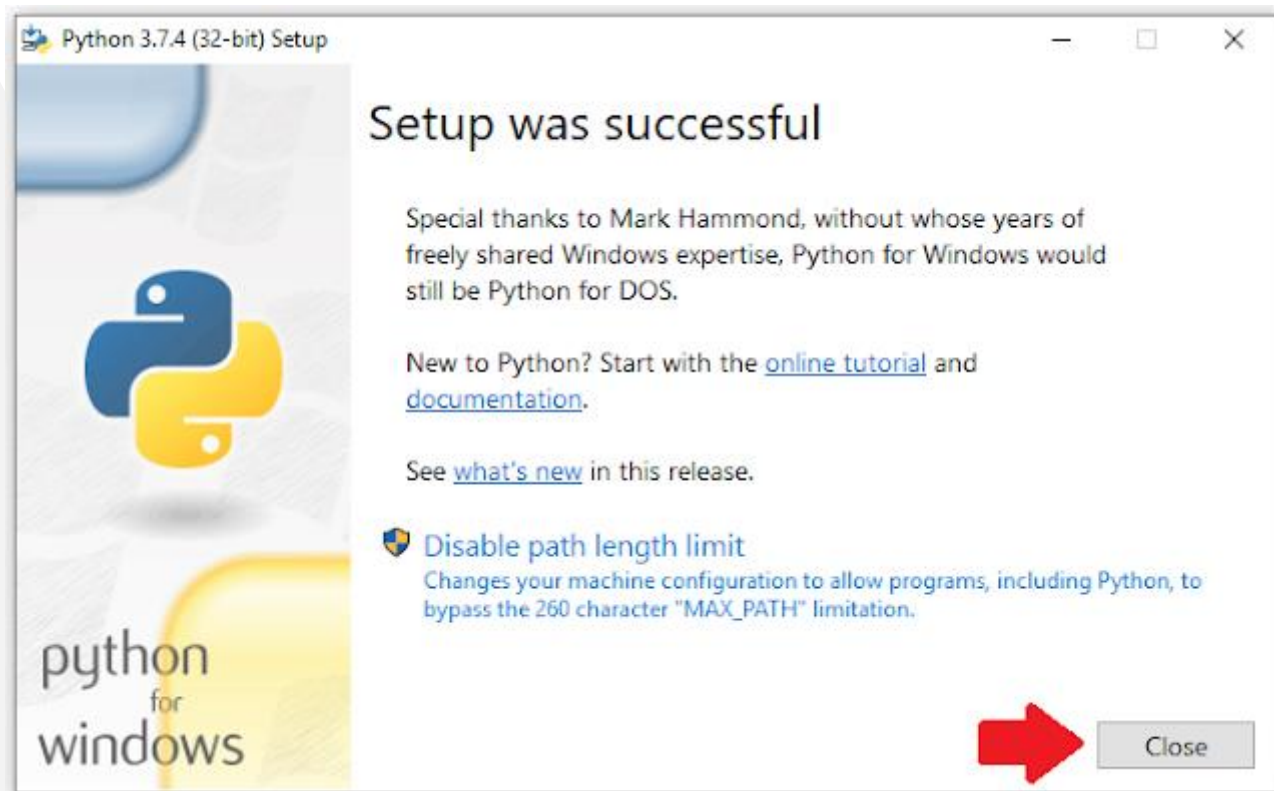 Python 3.7.4 (32-bit) Setup
Setup was successful
Special thanks to Mark Hammond, without whose years of
freely shared Windows expertise, Python for Windows would
still be Python for DOS.
New to Python? Start with the online tutorial and
documentation.
See what's new in this release.
Disable path length limit
Changes your machine configuration to allow programs, including Python, to
bypass the 260 character "MAX_PATH" limitation.
python
for
windows
Close